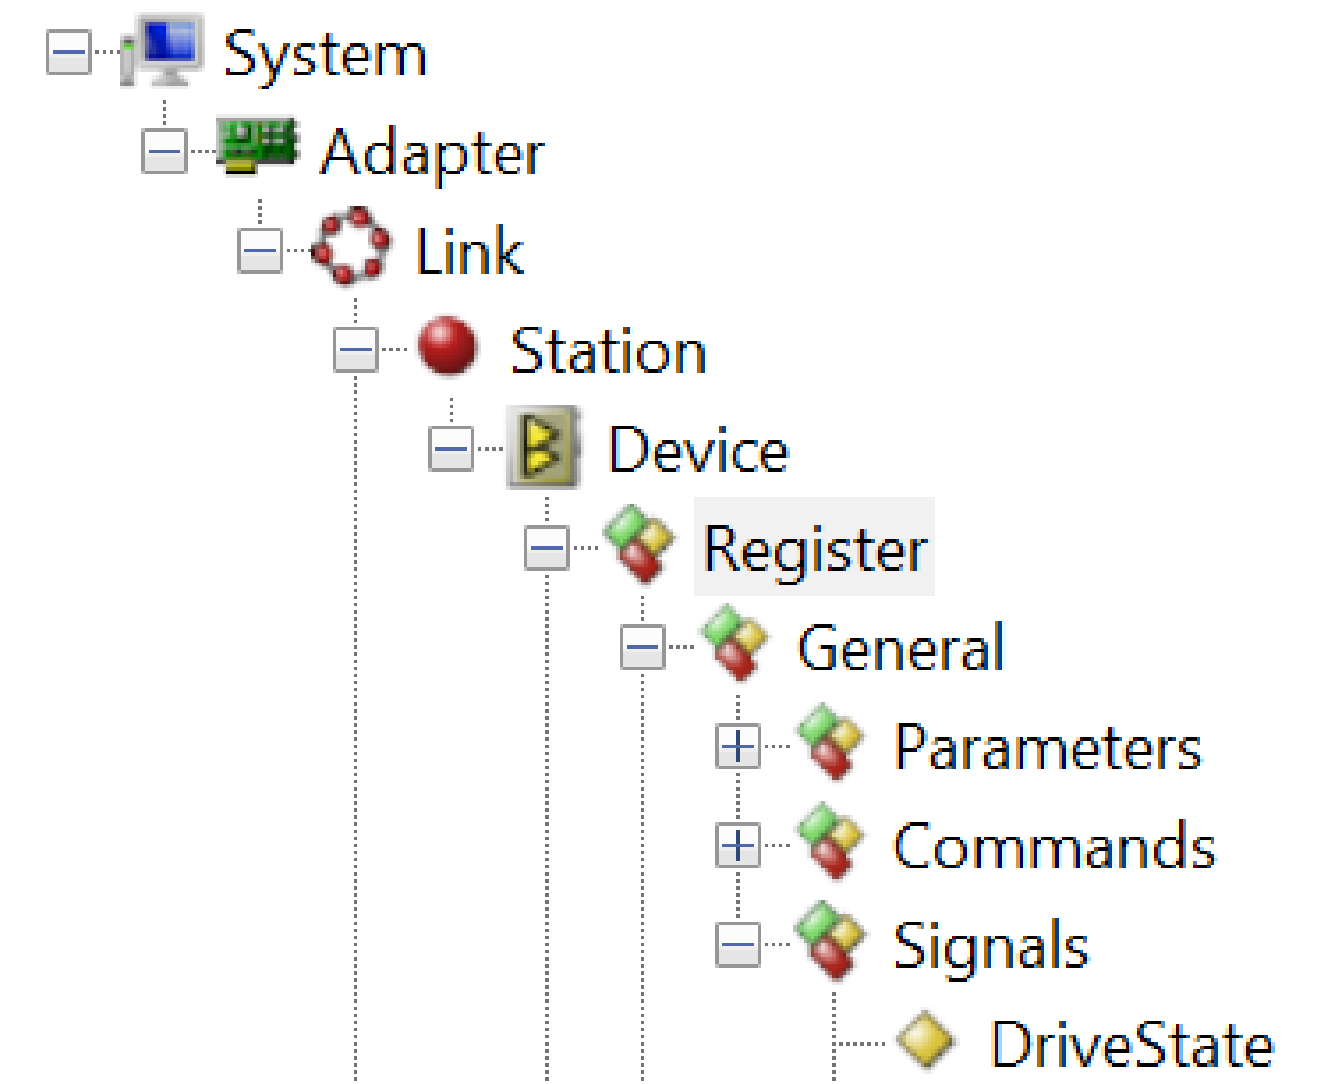 System
Adapter
Link
Station
Device
Register
General
Parameters
Commands
Signals
DriveState